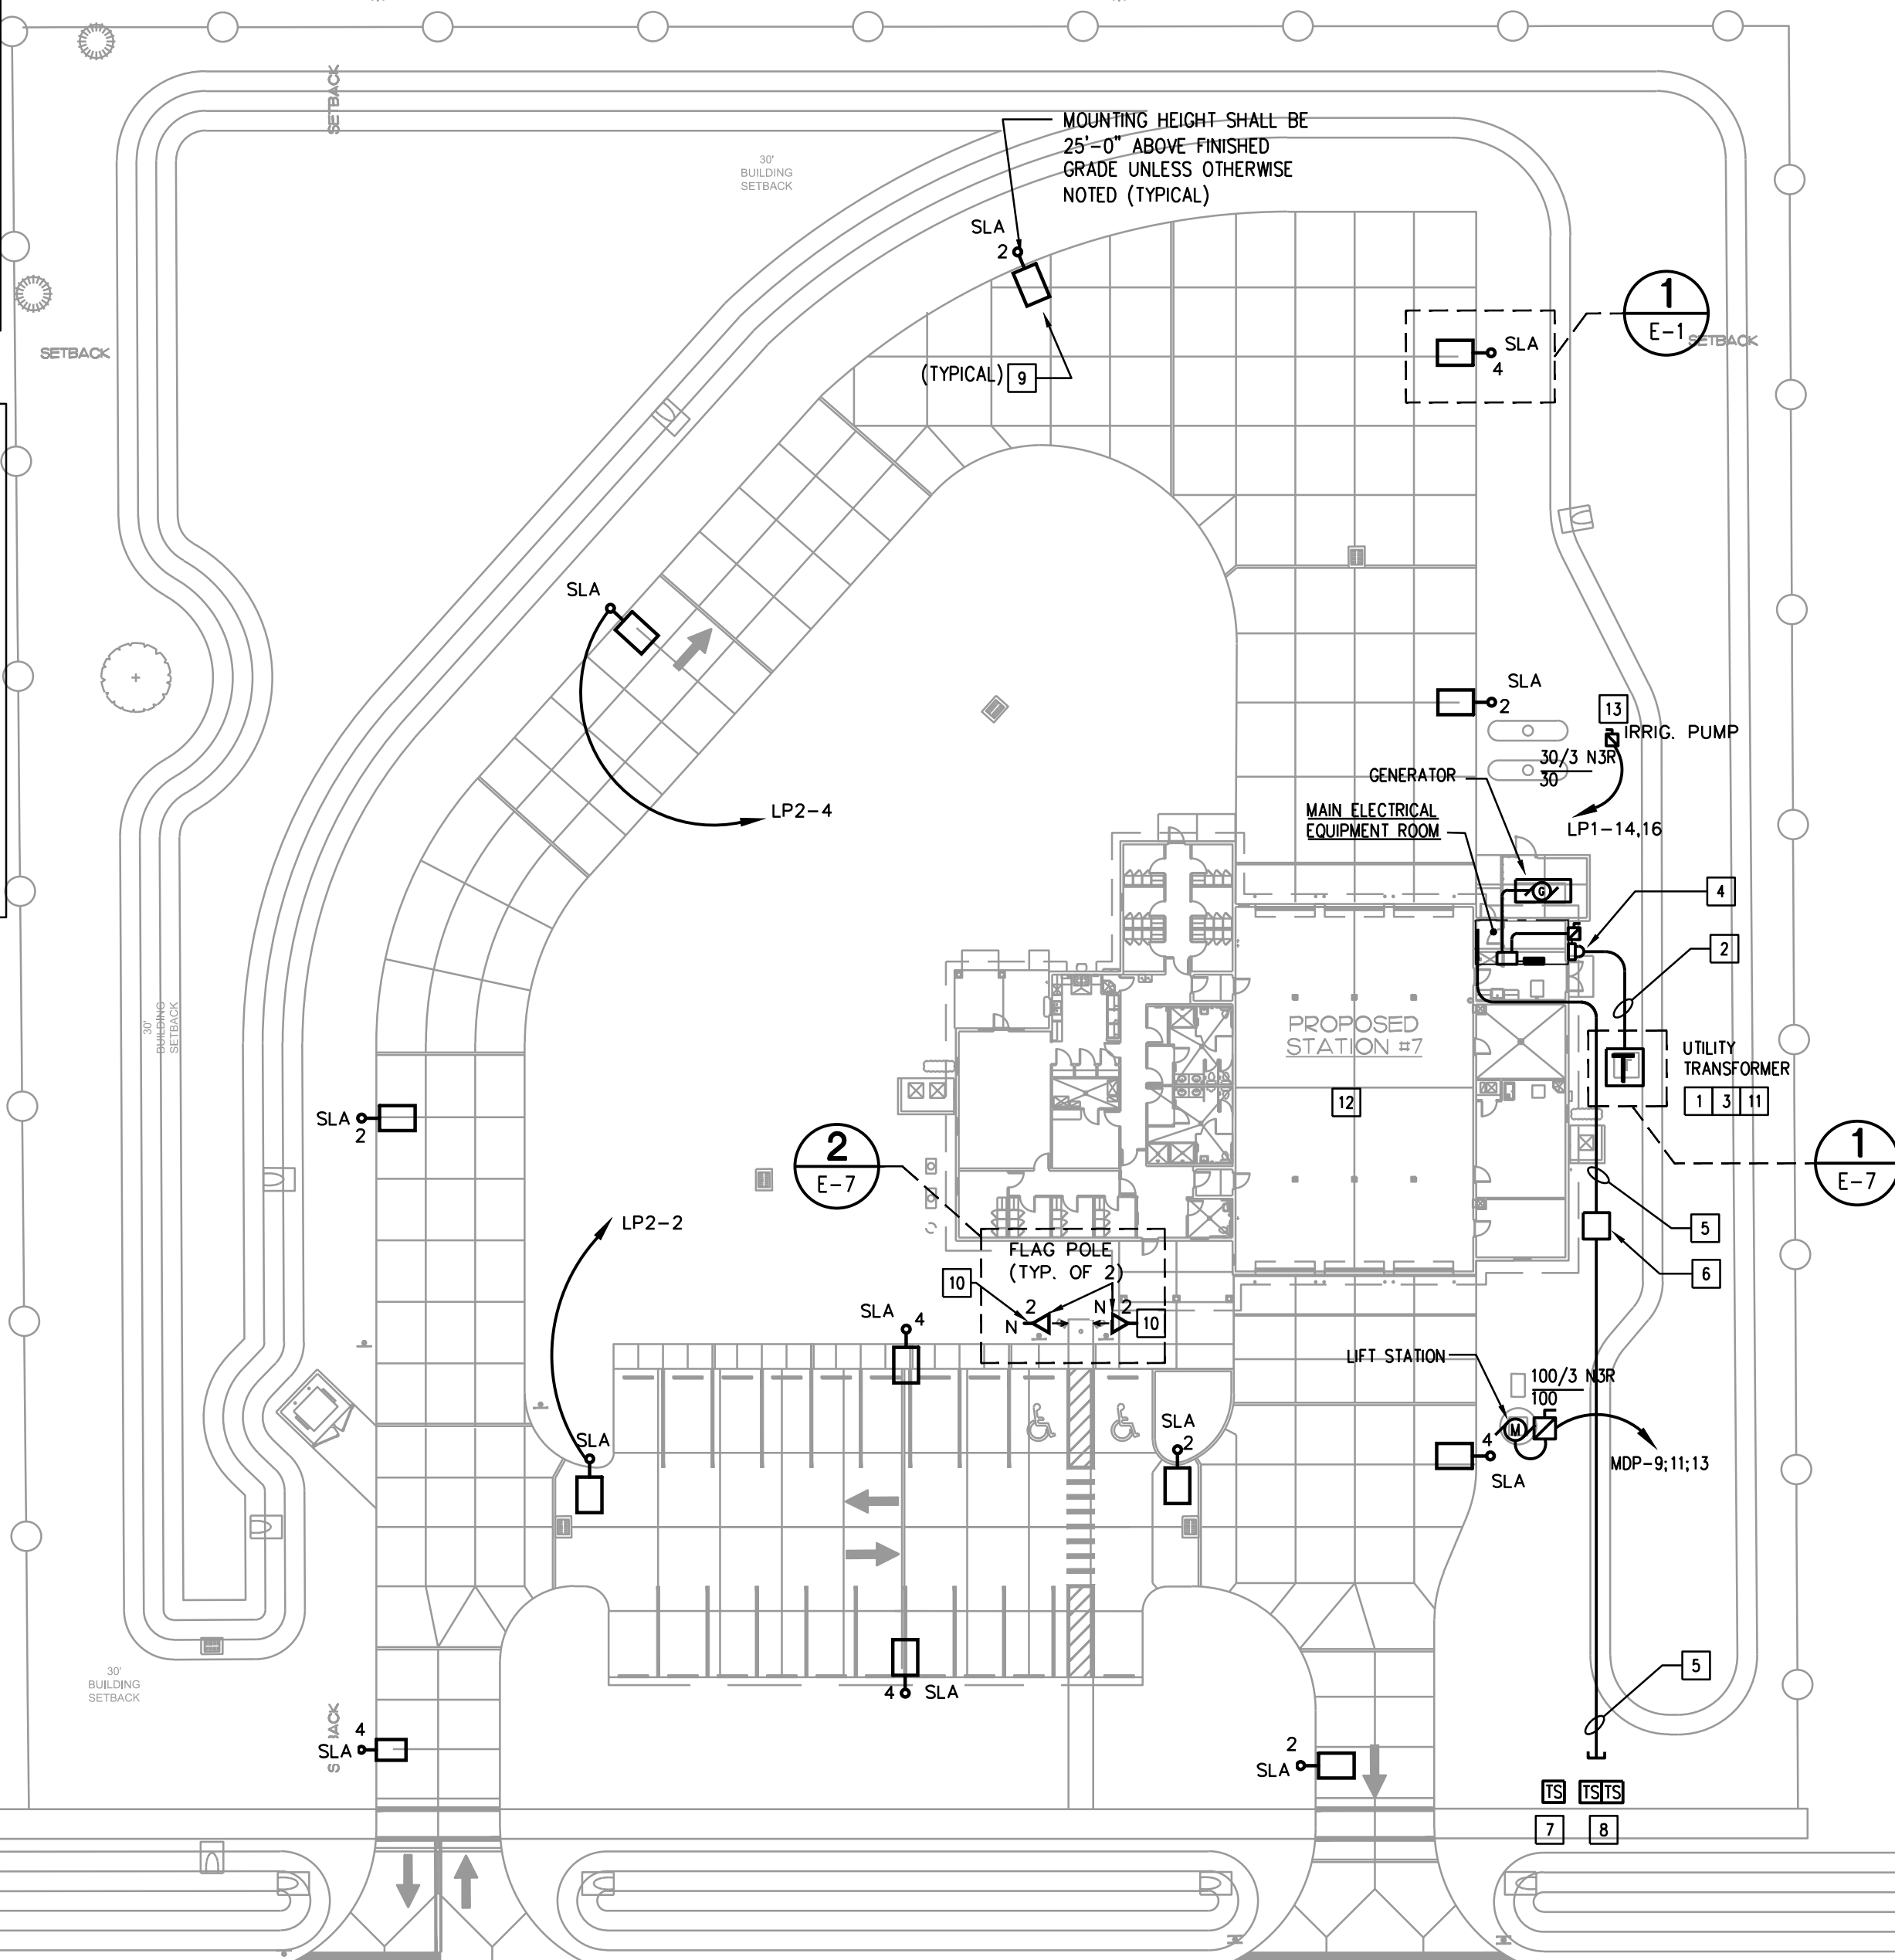 SETBACK
30'
BUILDING
SETBACK
MOUNTING HEIGHT SHALL BE
25'-0" ABOVE FINISHED
GRADE UNLESS OTHERWISE
NOTED (TYPICAL)
SLA
2
(TYPICAL) 9
1
E-1
SETBACK
SLA
4
SETBACK
SLA
LP2-4
SLA
2
13
IRRIG. PUMP
30/3 N3R
30
GENERATOR
LP1-14,16
MAIN ELECTRICAL
EQUIPMENT ROOM
G
4
2
30'
BUILDING
SETBACK
PROPOSED
STATION #7
12
T
UTILITY
TRANSFORMER
1 3 11
1
E-7
SLA
2
2
E-7
5
6
LP2-2
FLAG POLE
(TYP. OF 2)
10
N
2
N
2
10
SLA
4
LIFT STATION
100/3 N3R
100
M
MDP-9;11;13
SLA
SLA
2
4
SLA
30'
BUILDING
SETBACK
4
SLA
5
4
SLA
2
SLA
TS
TS TS
7
8